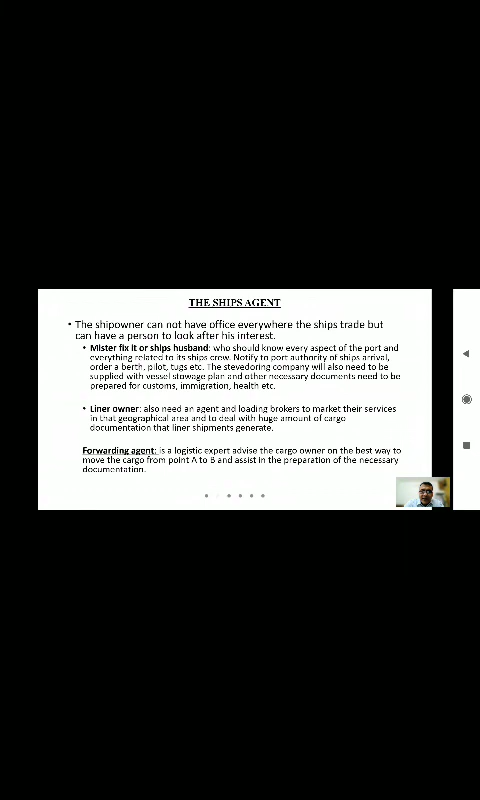 THE SHIPS AGENT
• The shipowner can not have office everywhere the ships trade but
can have a person to look after his interest.
• Mister fix it or ships husband: who should know every aspect of the port and
everything related to its ships crew. Notify to port authority of ships arrival,
order a berth, pilot, tugs etc. The stevedoring company will also need to be
supplied with vessel stowage plan and other necessary documents need to be
prepared for customs, immigration, health etc.
• Liner owner: also need an agent and loading brokers to market their services
in that geographical area and to deal with huge amount of cargo
documentation that liner shipments generate.
Forwarding agent: is a logistic expert advise the cargo owner on the best way to
move the cargo from point A to B and assist in the preparation of the necessary
documentation.